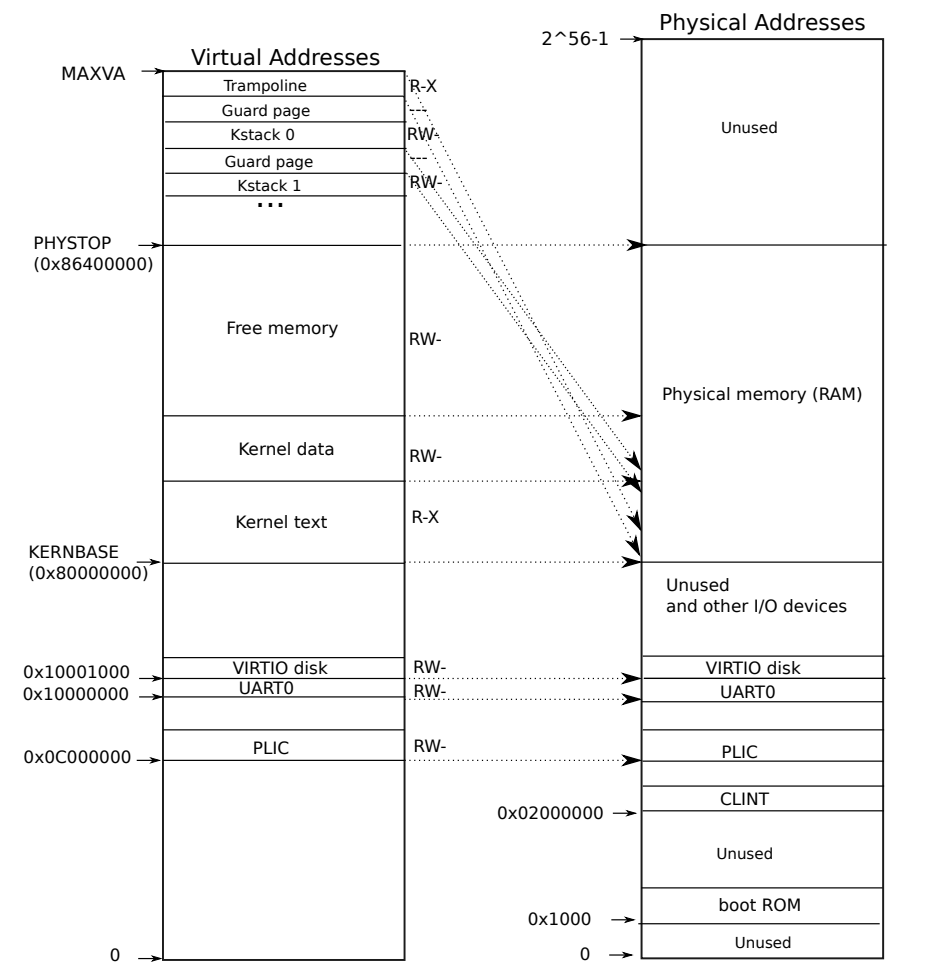 Physical Addresses
2^56-1
Virtual Addresses
MAXVA
Trampoline
R-X
Guard page
---
Kstack 0
RW-
Guard page
---
Kstack 1
RW-
...
Unused
PHYSTOP
(0x86400000)
Free memory
RW-
Physical memory (RAM)
Kernel data
RW-
Kernel text
R-X
KERNBASE
(0x80000000)
Unused
and other I/O devices
0x10001000
VIRTIO disk
RW-
VIRTIO disk
0x10000000
UART0
RW-
UART0
0x0C000000
PLIC
RW-
PLIC
CLINT
0x02000000
Unused
boot ROM
0x1000
Unused
0
0